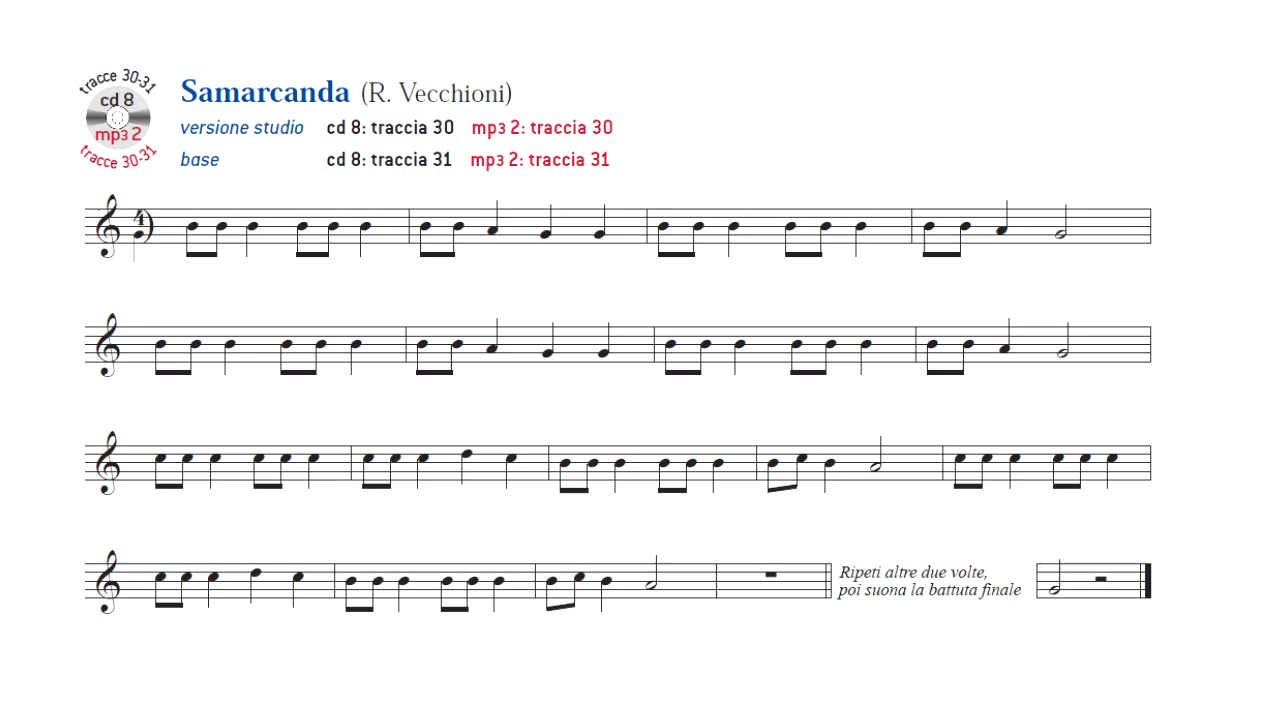 tracce 30-31
cd 8
mp3 2
tracce 30-31
Samarcanda (R. Vecchioni)
versione studio cd 8: traccia 30 mp3 2: traccia 30
base cd 8: traccia 31 mp3 2: traccia 31
4)
Ripeti altre due volte,
poi suona la battuta finale